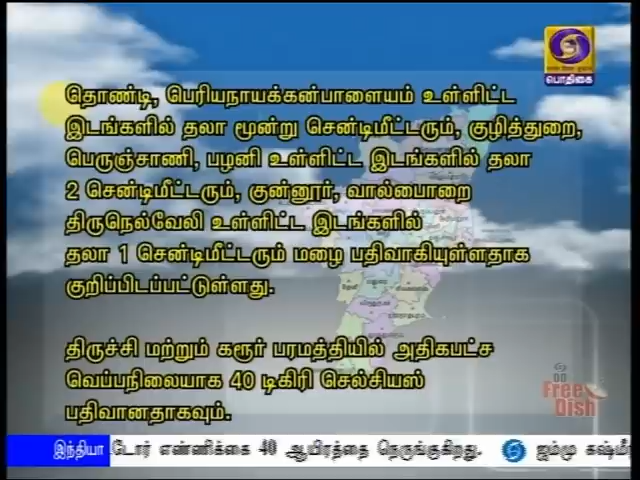 பொதிகை
தொண்டி, பெரியநாயக்கன்பாளையம் உள்ளிட்ட
இடங்களில் தலா மூன்று சென்டிமீட்டரும், குழித்துறை,
பெருஞ்சாணி, பழனி உள்ளிட்ட இடங்களில் தலா
2 சென்டிமீட்டரும், குன்னூர், வால்பாறை
திருநெல்வேலி உள்ளிட்ட இடங்களில்
தலா 1 சென்டிமீட்டரும் மழை பதிவாகியுள்ளதாக
குறிப்பிடப்பட்டுள்ளது.
திருச்சி மற்றும் கரூர் பரமத்தியில் அதிகபட்ச
வெப்பநிலையாக 40 டிகிரி செல்சியஸ்
பதிவானதாகவும்.
DD
Free
Dish
இந்தியா டோர் எண்ணிக்கை 40 ஆயிரத்தை நெருங்குகிறது. ஜம்மு கஷ்மீ